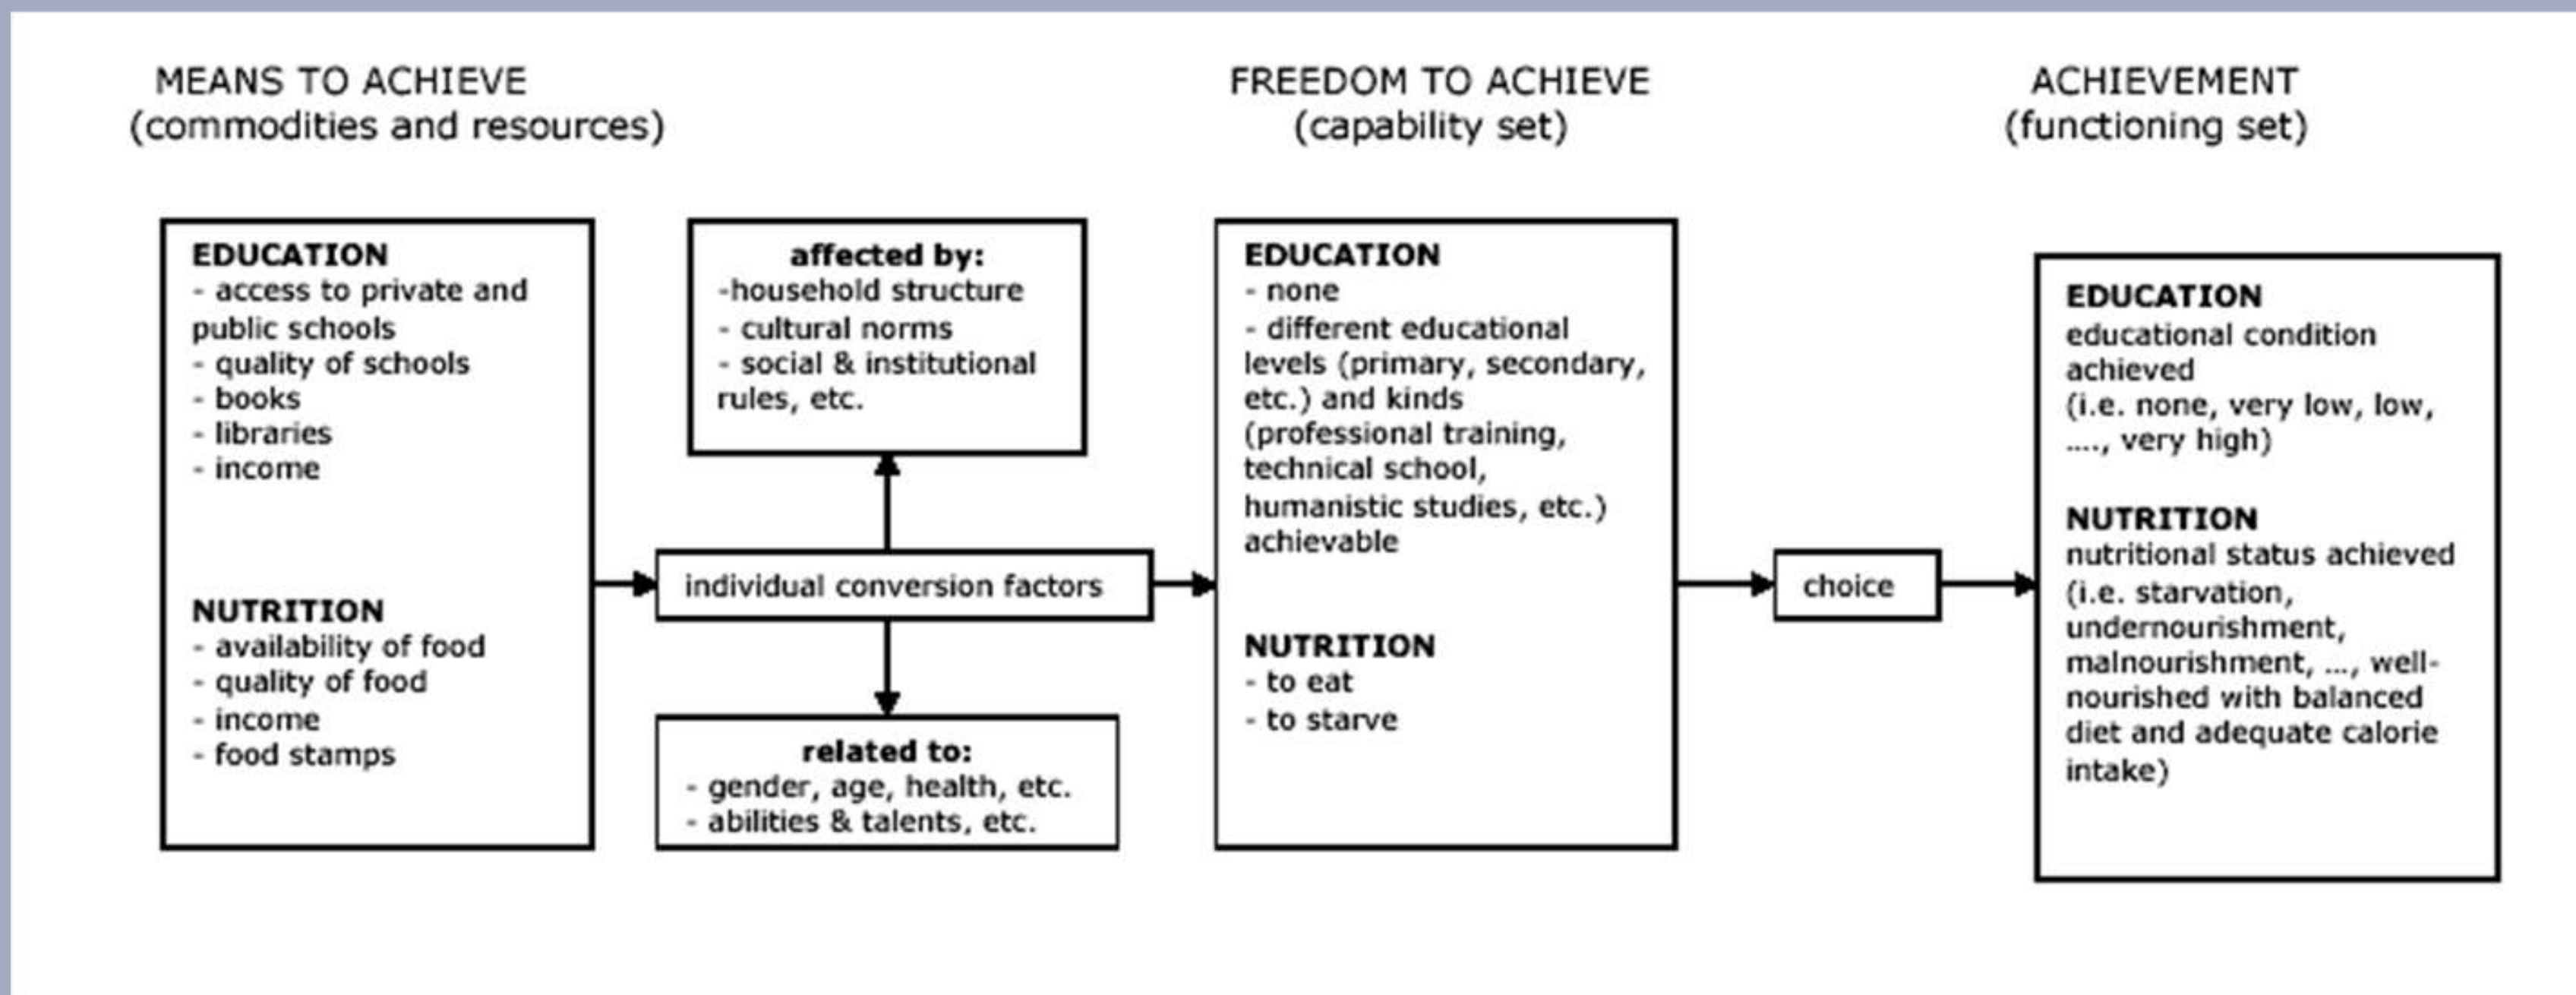 MEANS TO ACHIEVE
(commodities and resources)
FREEDOM TO ACHIEVE
(capability set)
ACHIEVEMENT
(functioning set)
EDUCATION
- access to private and
public schools
- quality of schools
- books
- libraries
- income
NUTRITION
- availability of food
- quality of food
- income
- food stamps
affected by:
-household structure
- cultural norms
- social & institutional
rules, etc.
individual conversion factors
related to:
- gender, age, health, etc.
- abilities & talents, etc.
EDUCATION
- none
- different educational
levels (primary, secondary,
etc.) and kinds
(professional training,
technical school,
humanistic studies, etc.)
achievable
NUTRITION
- to eat
- to starve
choice
EDUCATION
educational condition
achieved
(i.e. none, very low, low,
...., very high)
NUTRITION
nutritional status achieved
(i.e. starvation,
undernourishment,
malnourishment, ..., well-
nourished with balanced
diet and adequate calorie
intake)